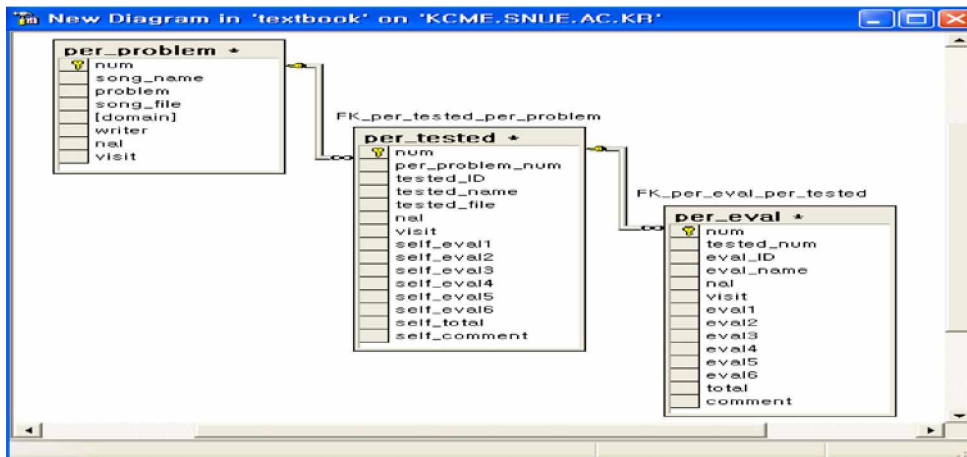 New Diagram in 'textbook' on 'KCME.SNUE.AC.KR'
per_problem *
num
song_name
problem
song_file
[domain]
writer
nal
visit
FK_per_tested_per_problem
per_tested *
num
per_problem_num
tested_ID
tested_name
tested_file
nal
visit
self_eval1
self_eval2
self_eval3
self_eval4
self_eval5
self_eval6
self_total
self_comment
FK_per_eval_per_tested
per_eval *
num
tested_num
eval_ID
eval_name
nal
visit
eval1
eval2
eval3
eval4
eval5
eval6
total
comment